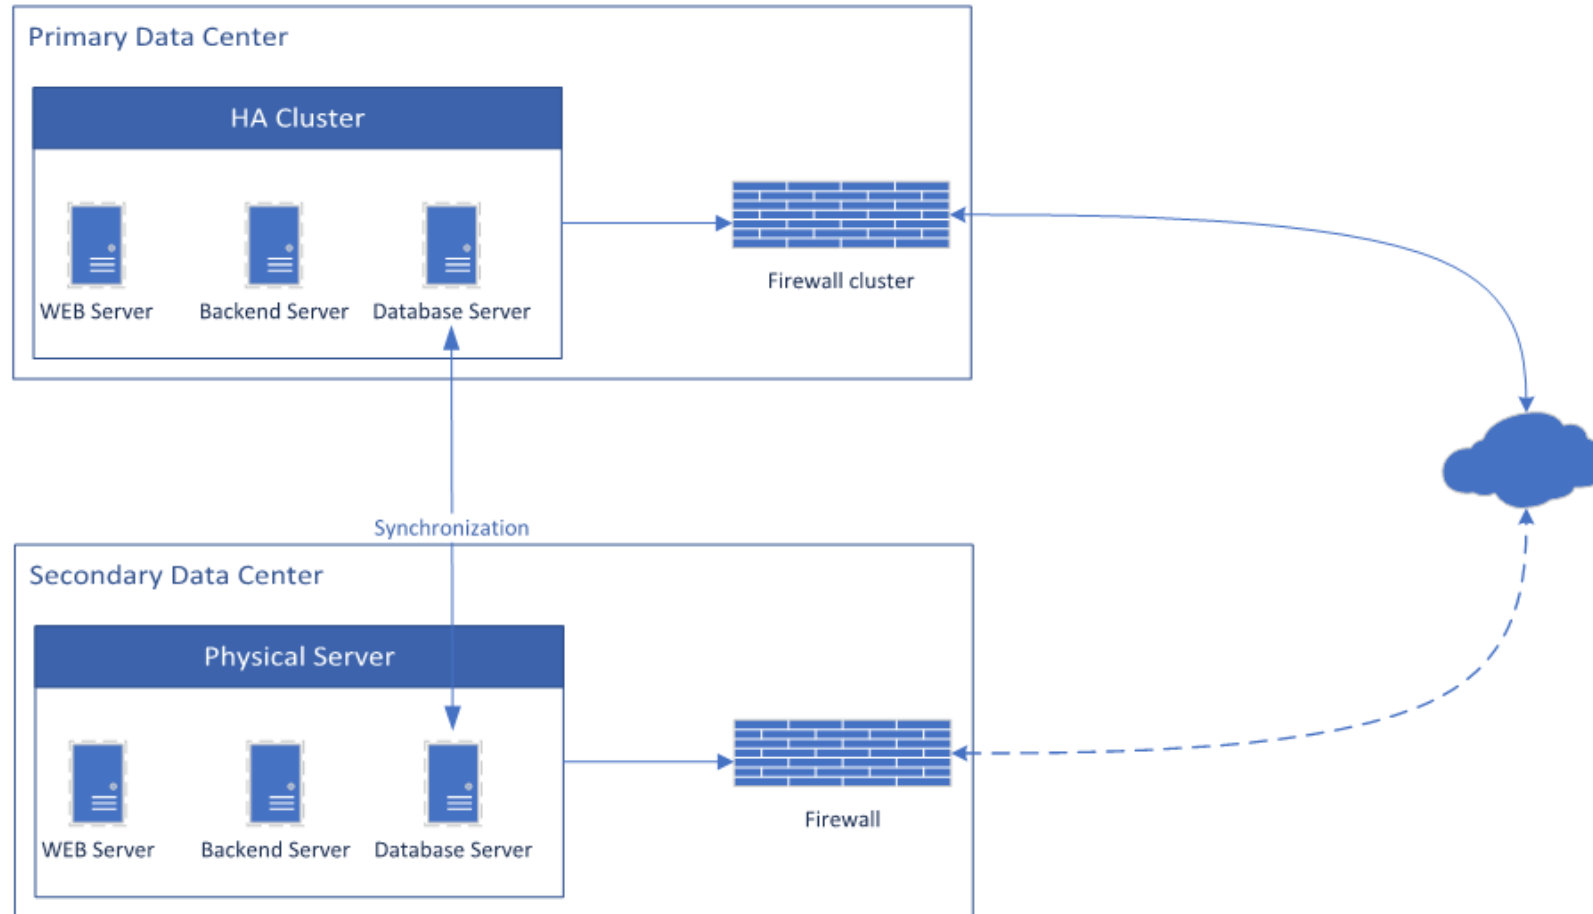 Primary Data Center
HA Cluster
WEB Server
Backend Server
Database Server
Firewall cluster
Synchronization
Secondary Data Center
Physical Server
WEB Server
Backend Server
Database Server
Firewall